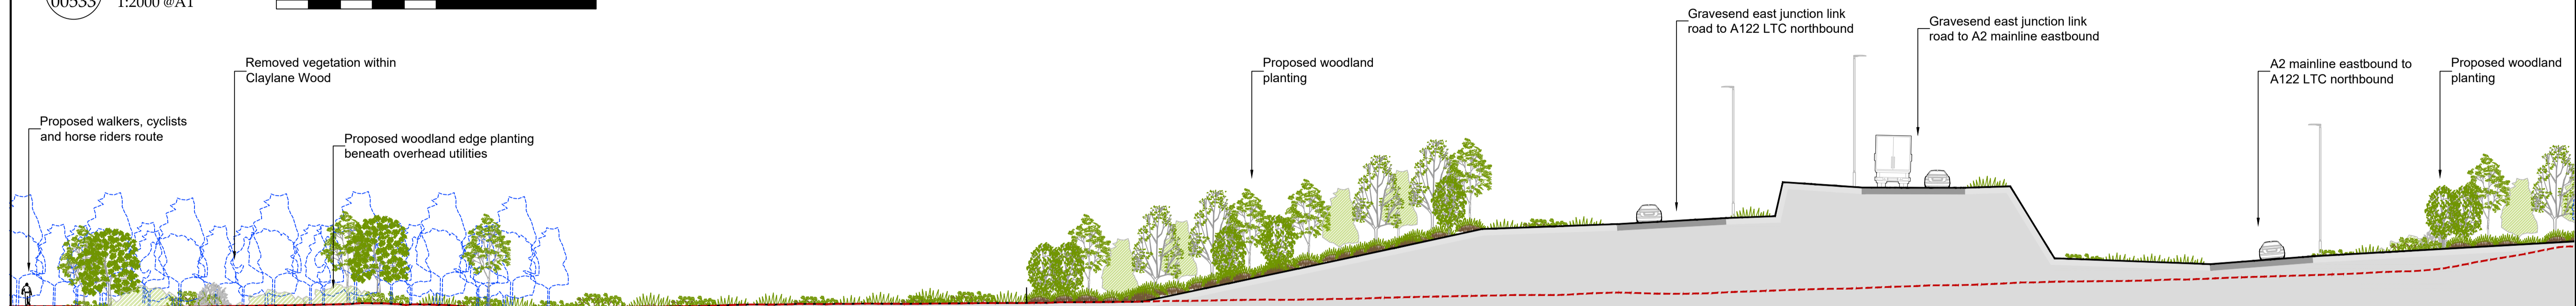 00533
1:2000 @A1
Gravesend east junction link
road to A122 LTC northbound
Gravesend east junction link
road to A2 mainline eastbound
Removed vegetation within
Claylane Wood
Proposed woodland
planting
A2 mainline eastbound to
A122 LTC northbound
Proposed woodland
planting
Proposed walkers, cyclists
and horse riders route
Proposed woodland edge planting
beneath overhead utilities